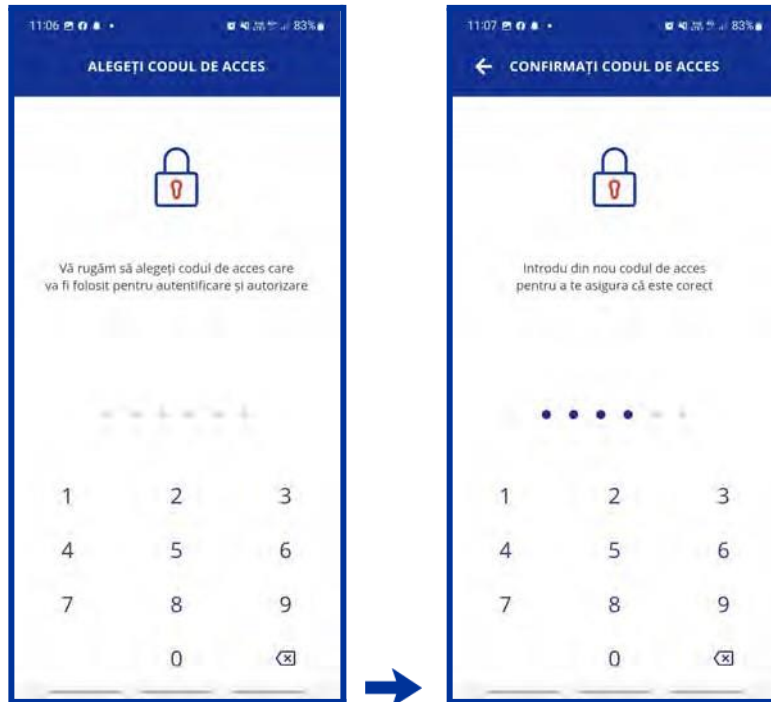 11:06
83%
ALEGEȚI CODUL DE ACCES
Vă rugăm să alegeți codul de acces care
va fi folosit pentru autentificare și autorizare
1 2 3
4 5 6
7 8 9
0
11:07
83%
CONFIRMAȚI CODUL DE ACCES
Introdu din nou codul de acces
pentru a te asigura că este corect
1 2 3
4 5 6
7 8 9
0